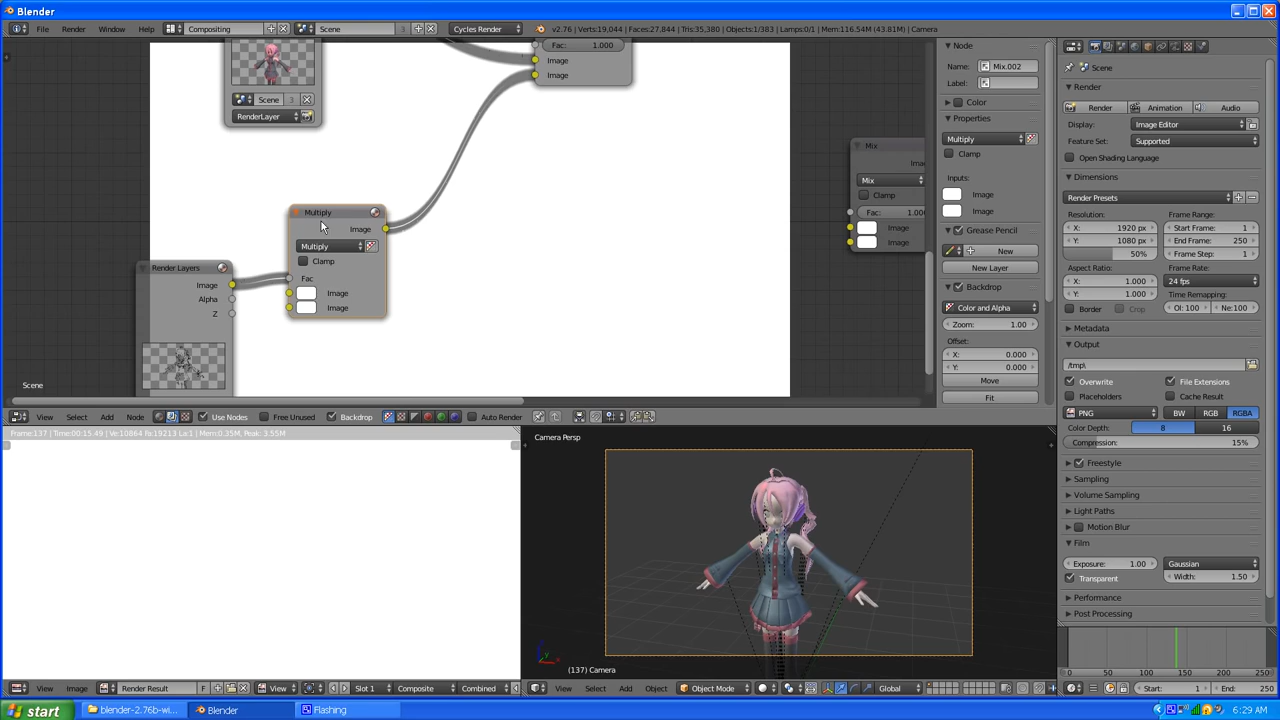 Blender
File Render Window Help Compositing Scene 3 Cycles Render v2.76 | Verts:19,044 | Faces:27,844 | Tris:35,380 | Objects:1/383 | Lamps:0/1 | Mem:116.54M (43.81M) | Camera
Fac: 1.000
Image
Image
Scene 3
RenderLayer
Multiply
Image
Multiply
Clamp
Fac
Image
Image
Render Layers
Image
Alpha
Z
Mix
Mix
Clamp
Fac:
Image
Image
Scene
Node
Name: Mix.002
Label:
Color
Properties
Multiply
Clamp
Inputs:
Image
Image
Grease Pencil
New
New Layer
Backdrop
Color and Alpha
Zoom: 1.00
Offset:
X: 0.000
Y: 0.000
Move
Fit
Scene
Render
Render Animation Audio
Display: Image Editor
Feature Set: Supported
Open Shading Language
Dimensions
Render Presets
Resolution: Frame Range:
X: 1920 px Start Frame: 1
Y: 1080 px End Frame: 250
50% Frame Step: 1
Aspect Ratio: Frame Rate:
X: 1.000 24 fps
Y: 1.000 Time Remapping:
Border Crop Ol: 100 Ne:100
Metadata
Output
/tmp\
Overwrite File Extensions
Placeholders Cache Result
PNG BW RGB RGBA
Color Depth: 8 16
Compression: 15%
Freestyle
Sampling
Volume Sampling
Light Paths
Motion Blur
Film
Exposure: 1.00 Gaussian
Transparent Width: 1.50
Performance
Post Processing
View Select Add Node Use Nodes Free Unused Backdrop Auto Render
Frame:137 | Time:00:15.49 | Ve:10864 Fa:19213 La:1 | Mem:0.35M, Peak: 3.55M
Camera Persp
(137) Camera
0 50 100 150 200 250
View Image Render Result F View Slot 1 Composite Combined
View Select Add Object Object Mode Global
Start: 1 End: 250
start blender-2.76b-wi... Blender Flashing 6:29 AM